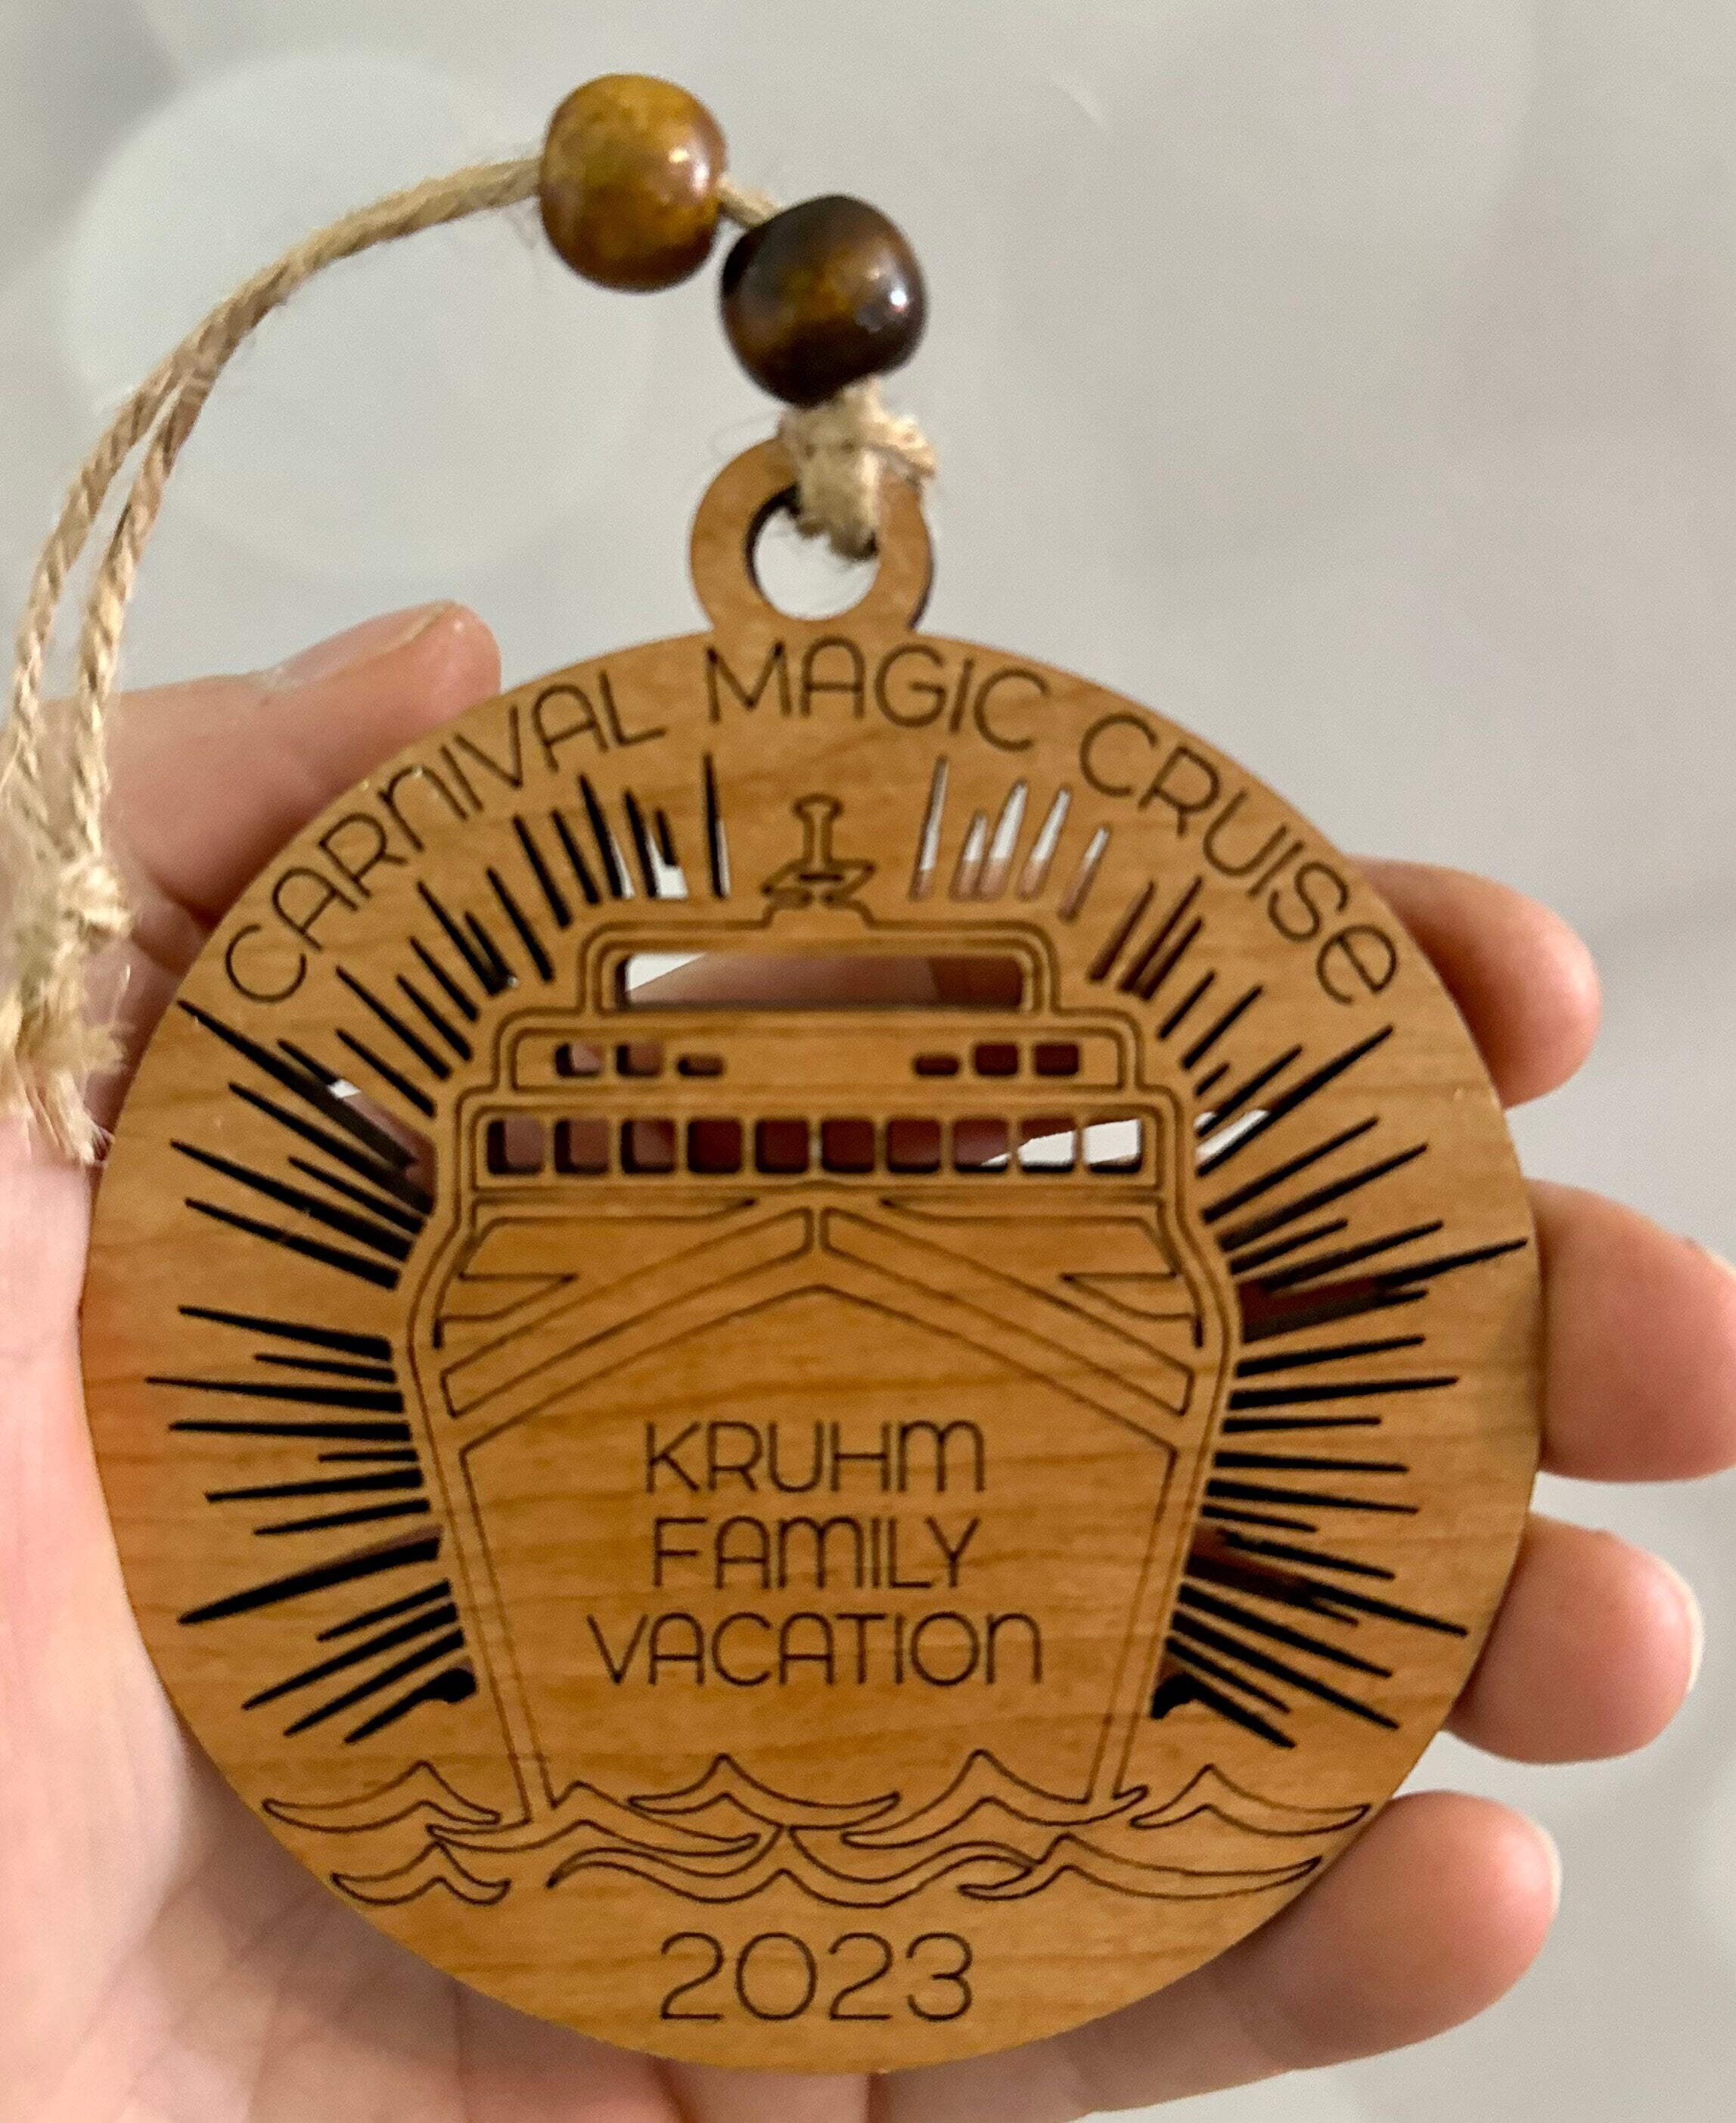 CARNIVAL MAGIC CRUISE
KRUHM
FAMILY
VACATION
2023